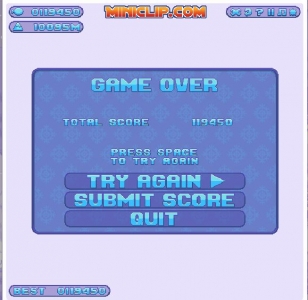 0119450
MINICLIP.COM
10095M
GAME OVER
TOTAL SCORE 119450
PRESS SPACE
TO TRY AGAIN
TRY AGAIN
SUBMIT SCORE
QUIT
BEST 0119450